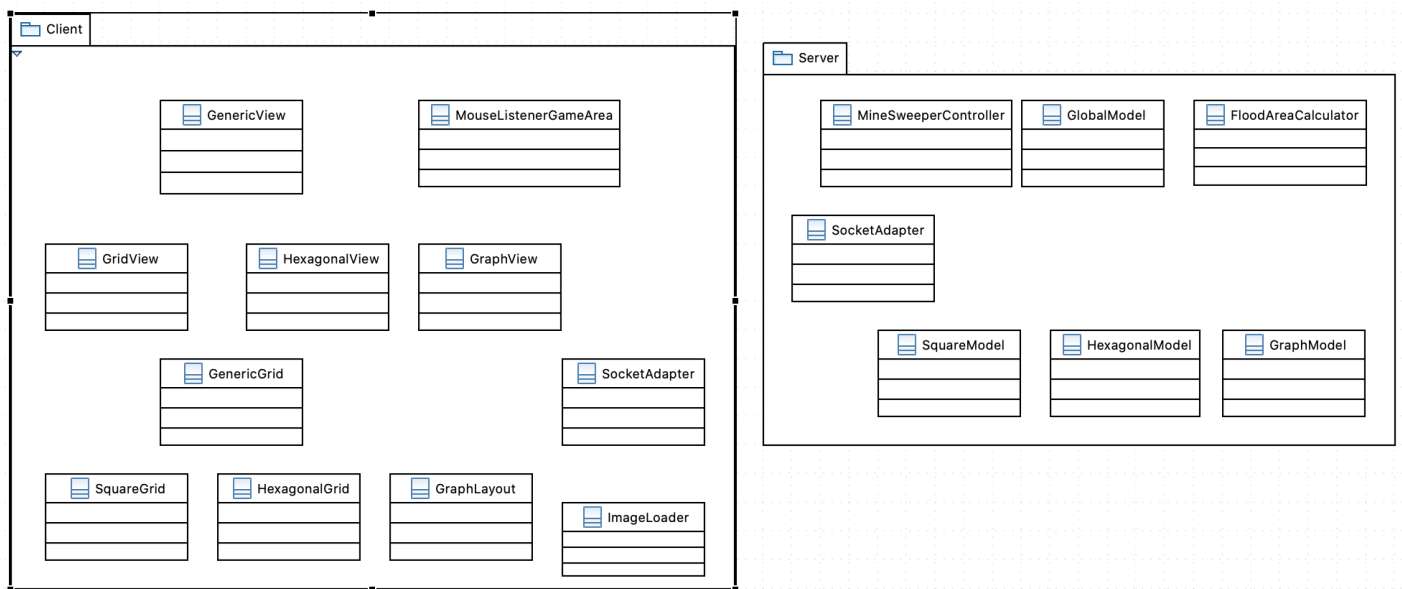 Client
GenericView
MouseListenerGameArea
GridView
HexagonalView
GraphView
GenericGrid
SocketAdapter
SquareGrid
HexagonalGrid
GraphLayout
ImageLoader
Server
MineSweeperController
GlobalModel
FloodAreaCalculator
SocketAdapter
SquareModel
HexagonalModel
GraphModel